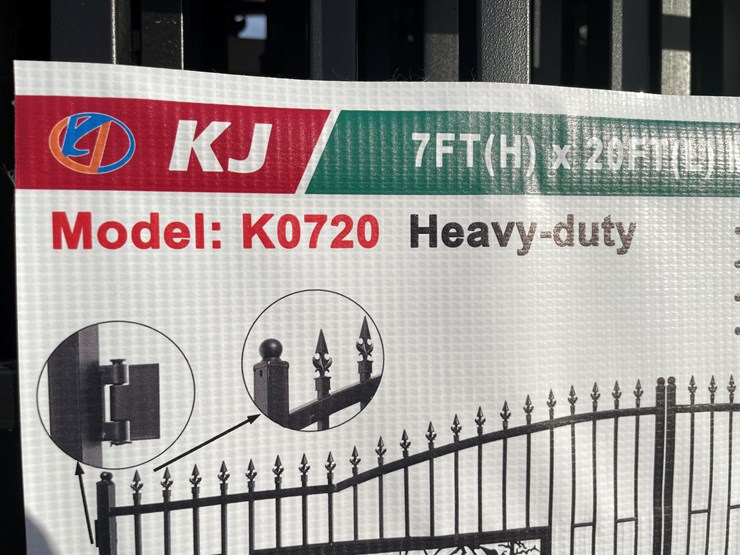 KJ 7FT(H) x 20FT(L)
Model: K0720 Heavy-duty